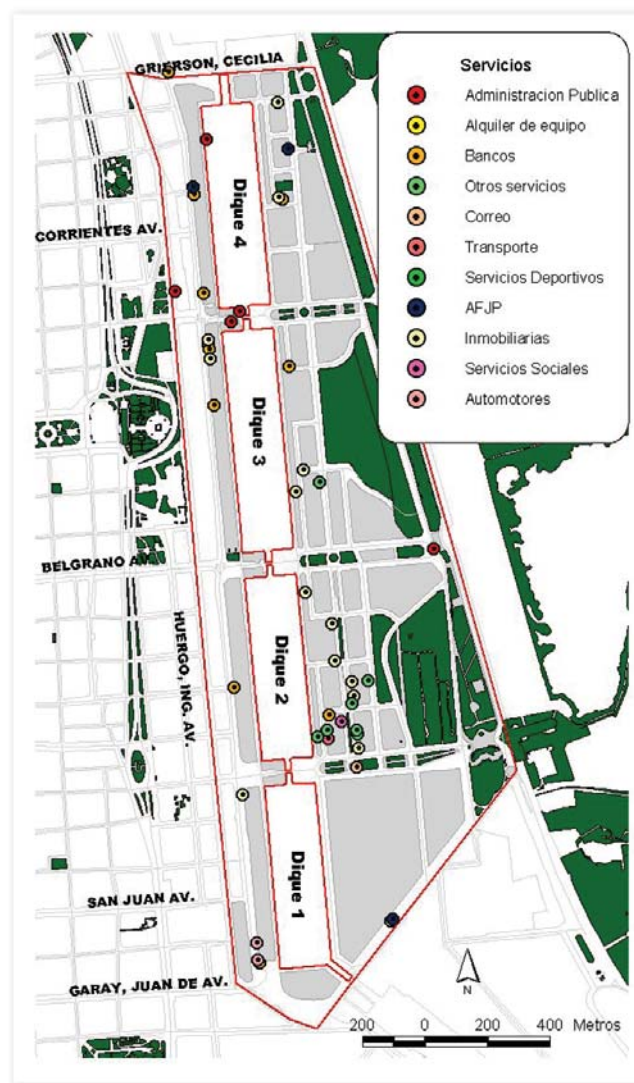 GRIERSON, CECILIA
Servicios
Administracion Publica
Alquiler de equipo
Bancos
Otros servicios
Correo
Transporte
Servicios Deportivos
AFJP
Inmobiliarias
Servicios Sociales
Automotores
Dique 4
CORRIENTES AV.
Dique 3
BELGRANO AV.
HUERGO, ING. AV.
Dique 2
Dique 1
SAN JUAN AV.
GARAY, JUAN DE AV.
N
200 0 200 400 Metros